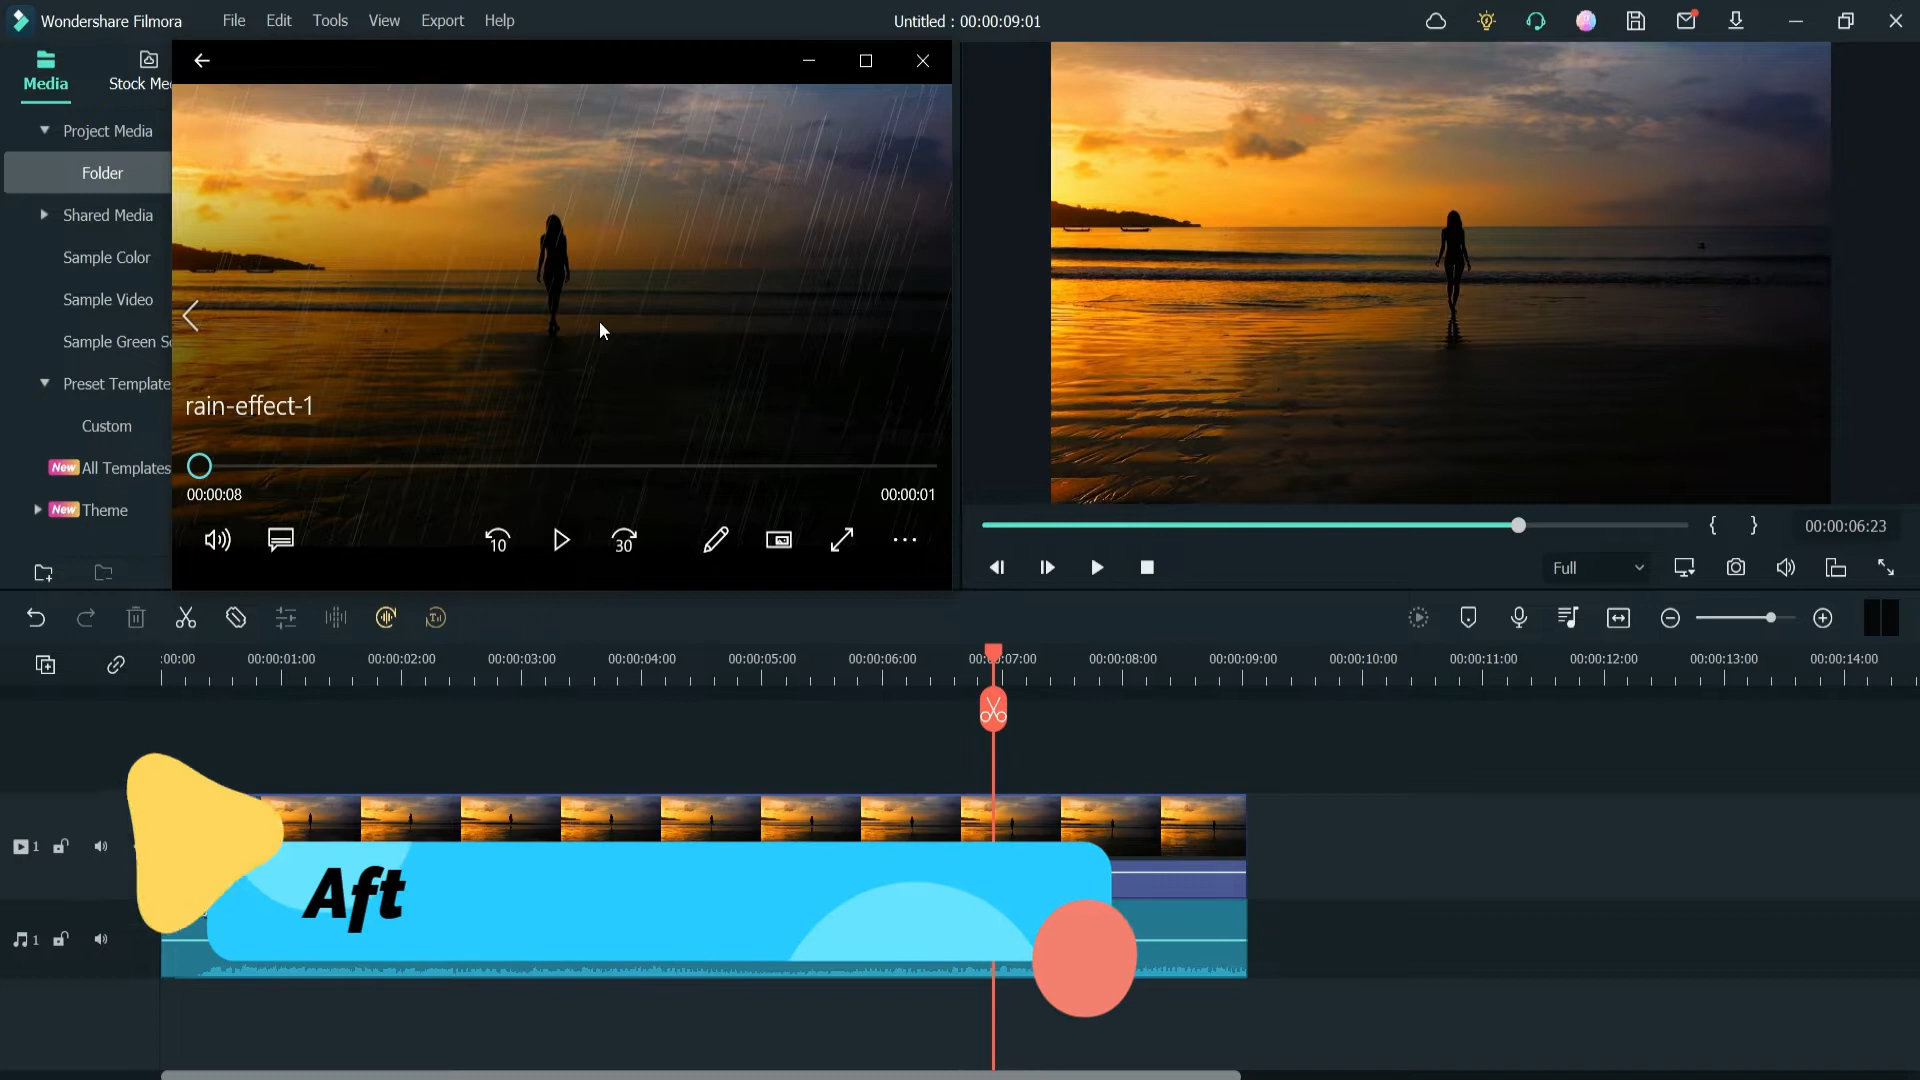 Wondershare Filmora File Edit Tools View Export Help Untitled : 00:00:09:01
Media Stock Me
Project Media
Folder
Shared Media
Sample Color
Sample Video
Sample Green S
Preset Template
Custom
New All Templates
New Theme
rain-effect-1
00:00:08 00:00:01
10 30
{ } 00:00:06:23
Full
:00:00 00:00:01:00 00:00:02:00 00:00:03:00 00:00:04:00 00:00:05:00 00:00:06:00 00:00:07:00 00:00:08:00 00:00:09:00 00:00:10:00 00:00:11:00 00:00:12:00 00:00:13:00 00:00:14:00
1
Aft
1